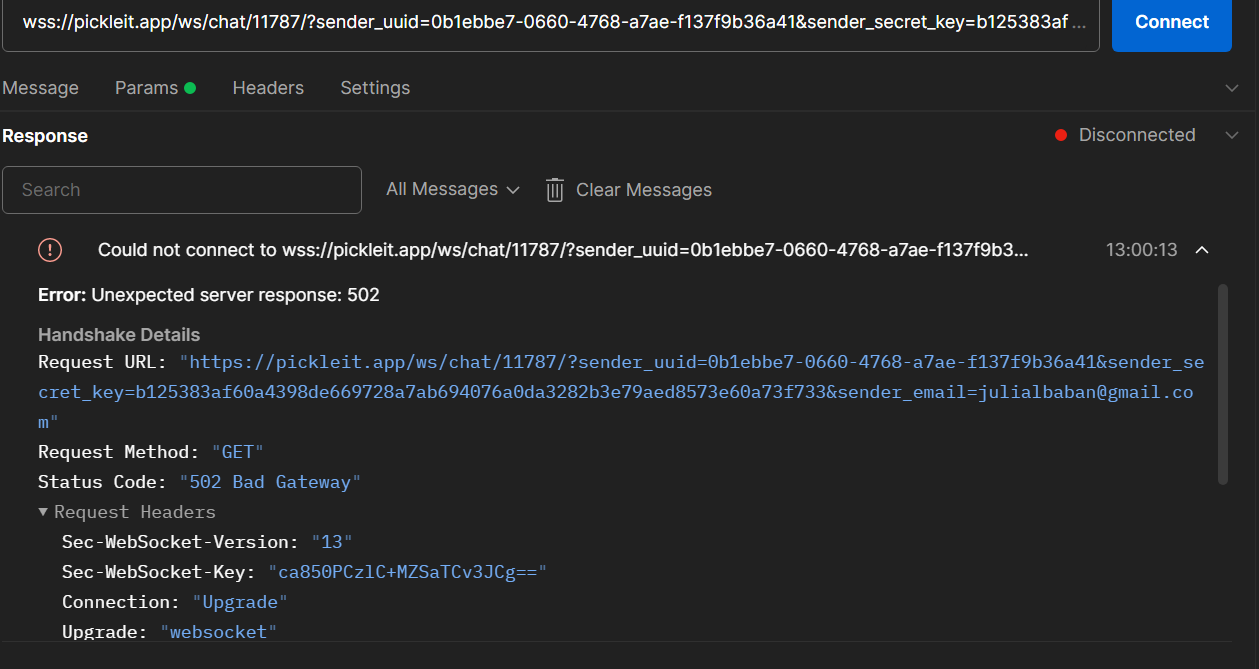 wss://pickleit.app/ws/chat/11787/?sender_uuid=0b1ebbe7-0660-4768-a7ae-f137f9b36a41&sender_secret_key=b125383af ...
Connect
Message Params Headers Settings
Response
Disconnected
Search
All Messages
Clear Messages
Could not connect to wss://pickleit.app/ws/chat/11787/?sender_uuid=0b1ebbe7-0660-4768-a7ae-f137f9b3...
13:00:13
Error: Unexpected server response: 502
Handshake Details
Request URL: "https://pickleit.app/ws/chat/11787/?sender_uuid=0b1ebbe7-0660-4768-a7ae-f137f9b36a41&sender_se
cret_key=b125383af60a4398de669728a7ab694076a0da3282b3e79aed8573e60a73f733&sender_email=julialbaban@gmail.co
m"
Request Method: "GET"
Status Code: "502 Bad Gateway"
Request Headers
Sec-WebSocket-Version: "13"
Sec-WebSocket-Key: "ca850PCzlC+MZSaTCv3JCg=="
Connection: "Upgrade"
Upgrade: "websocket"